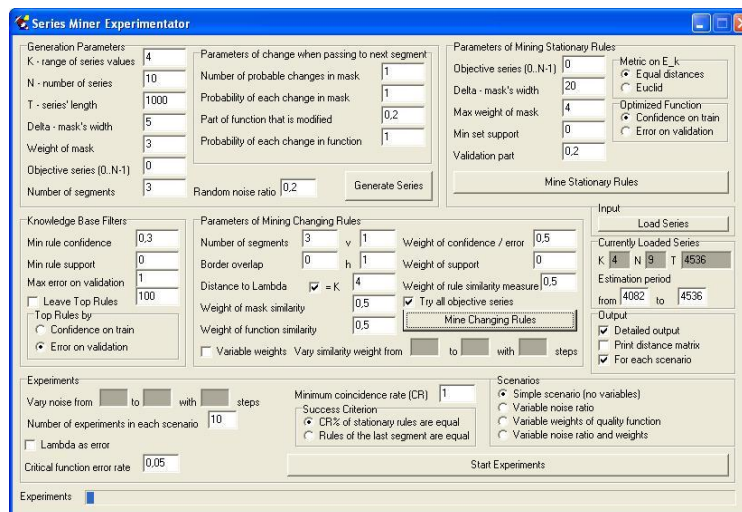 Series Miner Experimentator
Generation Parameters
K - range of series values 4
N - number of series 10
T - series' length 1000
Delta - mask's width 5
Weight of mask 3
Objective series (0..N-1) 0
Number of segments 3
Parameters of change when passing to next segment
Number of probable changes in mask 1
Probability of each change in mask 1
Part of function that is modified 0,2
Probability of each change in function 1
Random noise ratio 0,2
Generate Series
Parameters of Mining Stationary Rules
Objective series (0..N-1) 0
Delta - mask's width 20
Max weight of mask 4
Min set support 0
Validation part 0,2
Metric on E_k
Equal distances
Euclid
Optimized Function
Confidence on train
Error on validation
Mine Stationary Rules
Knowledge Base Filters
Min rule confidence 0,3
Min rule support 0
Max error on validation 1
Leave Top Rules 100
Top Rules by
Confidence on train
Error on validation
Parameters of Mining Changing Rules
Number of segments 3 v 1
Border overlap 0 h 1
Distance to Lambda = K 4
Weight of mask similarity 0,5
Weight of function similarity 0,5
Weight of confidence / error 0,5
Weight of support 0
Weight of rule similarity measure 0,5
Try all objective series
Mine Changing Rules
Variable weights Vary similarity weight from to with steps
Input
Load Series
Currently Loaded Series
K 4 N 9 T 4536
Estimation period
from 4082 to 4536
Output
Detailed output
Print distance matrix
For each scenario
Experiments
Vary noise from to with steps
Number of experiments in each scenario 10
Lambda as error
Critical function error rate 0,05
Minimum coincidence rate (CR) 1
Success Criterion
CR% of stationary rules are equal
Rules of the last segment are equal
Scenarios
Simple scenario (no variables)
Variable noise ratio
Variable weights of quality function
Variable noise ratio and weights
Start Experiments
Experiments